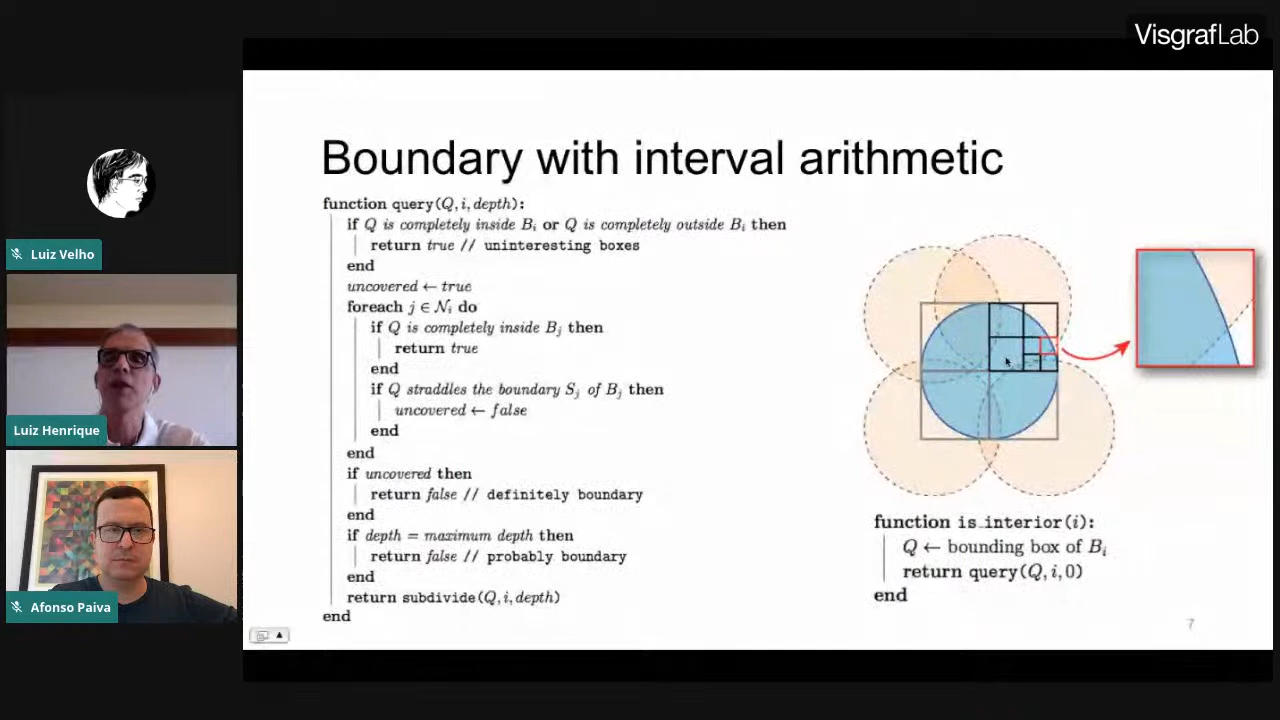 VisgrafLab
Luiz Velho
Luiz Henrique
Afonso Paiva
Boundary with interval arithmetic
function query(Q, i, depth):
if Q is completely inside Bᵢ or Q is completely outside Bᵢ then
return true // uninteresting boxes
end
uncovered ← true
foreach j ∈ 𝒩ᵢ do
if Q is completely inside Bⱼ then
return true
end
if Q straddles the boundary Sⱼ of Bⱼ then
uncovered ← false
end
end
if uncovered then
return false // definitely boundary
end
if depth = maximum depth then
return false // probably boundary
end
return subdivide(Q, i, depth)
end
function is_interior(i):
Q ← bounding box of Bᵢ
return query(Q, i, 0)
end
7